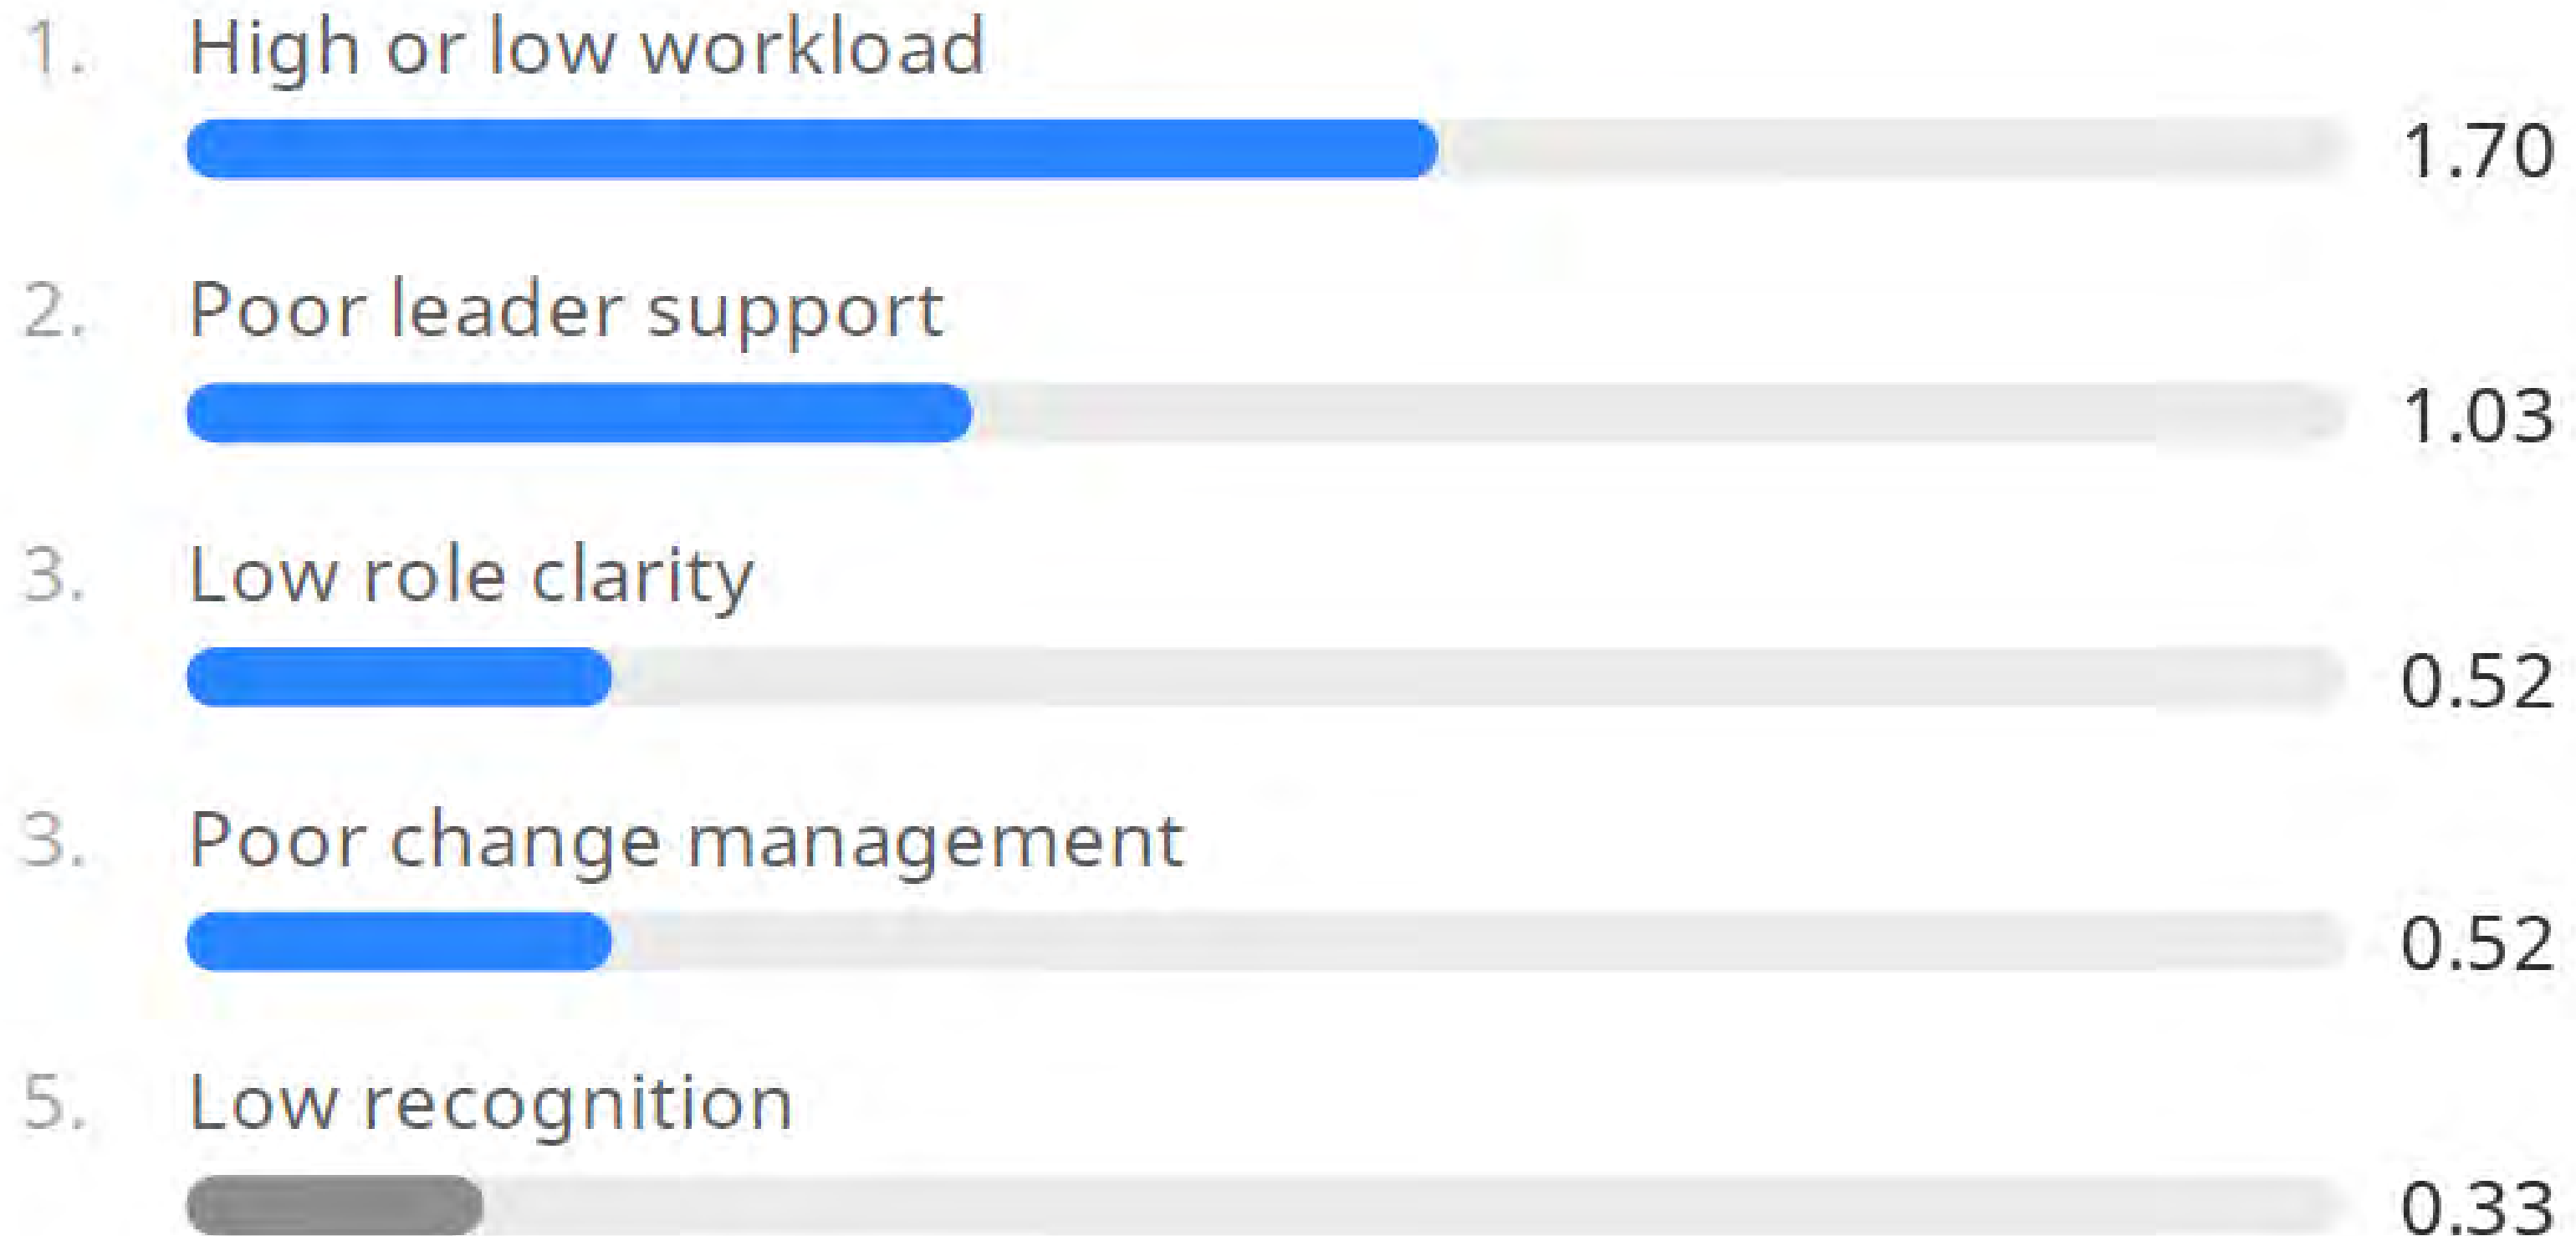 1. High or low workload
1.70
2. Poor leader support
1.03
3. Low role clarity
0.52
3. Poor change management
0.52
5. Low recognition
0.33